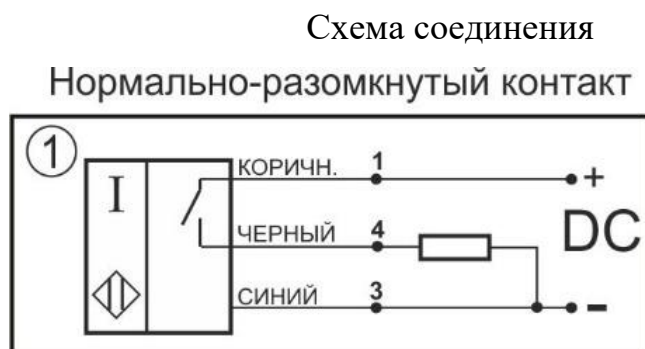 Схема соединения
Нормально-разомкнутый контакт
1
КОРИЧН. 1 +
I
ЧЕРНЫЙ 4 DC
СИНИЙ 3 -